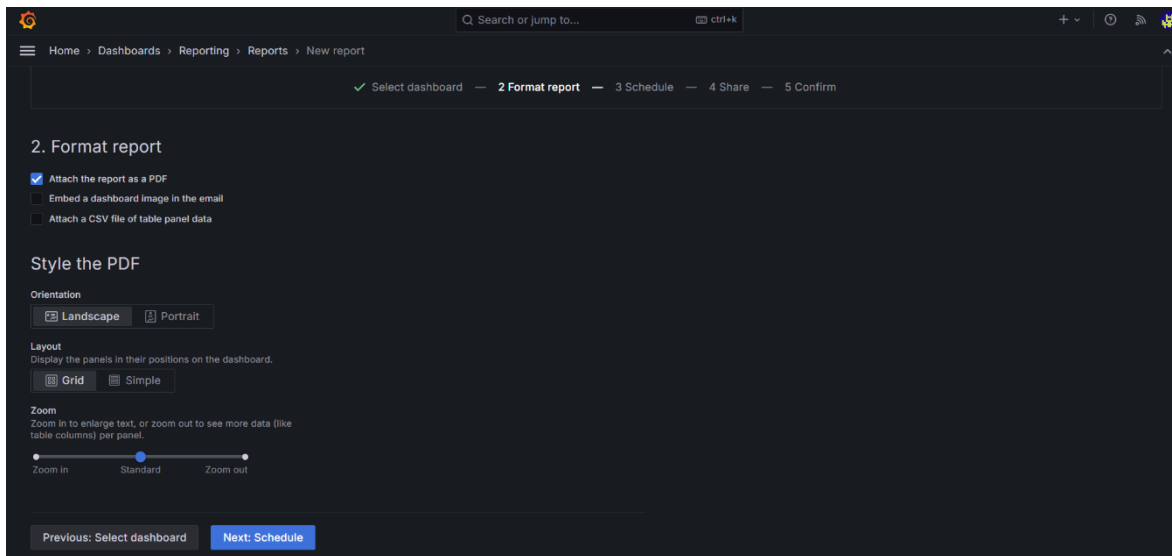 Search or jump to... ctrl+k
Home > Dashboards > Reporting > Reports > New report
Select dashboard — 2 Format report — 3 Schedule — 4 Share — 5 Confirm
2. Format report
Attach the report as a PDF
Embed a dashboard image in the email
Attach a CSV file of table panel data
Style the PDF
Orientation
Landscape Portrait
Layout
Display the panels in their positions on the dashboard.
Grid Simple
Zoom
Zoom in to enlarge text, or zoom out to see more data (like
table columns) per panel.
Zoom in Standard Zoom out
Previous: Select dashboard Next: Schedule